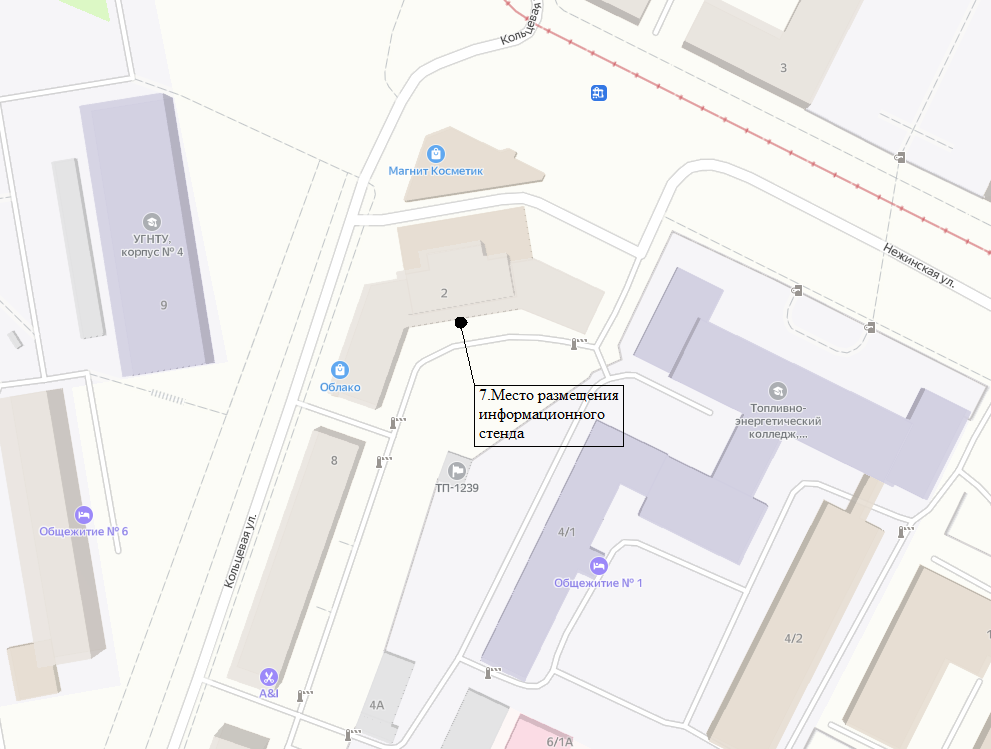 Кольцевая
3
Магнит Косметик
УГНТУ,
корпус № 4
9
Нежинская ул.
2
Облако
7.Место размещения
информационного
стенда
Топливно-
энергетический
колледж,...
8
ТП-1239
Общежитие № 6
Кольцевая ул.
4/1
Общежитие № 1
4/2
1
A&I
4А
6/1А